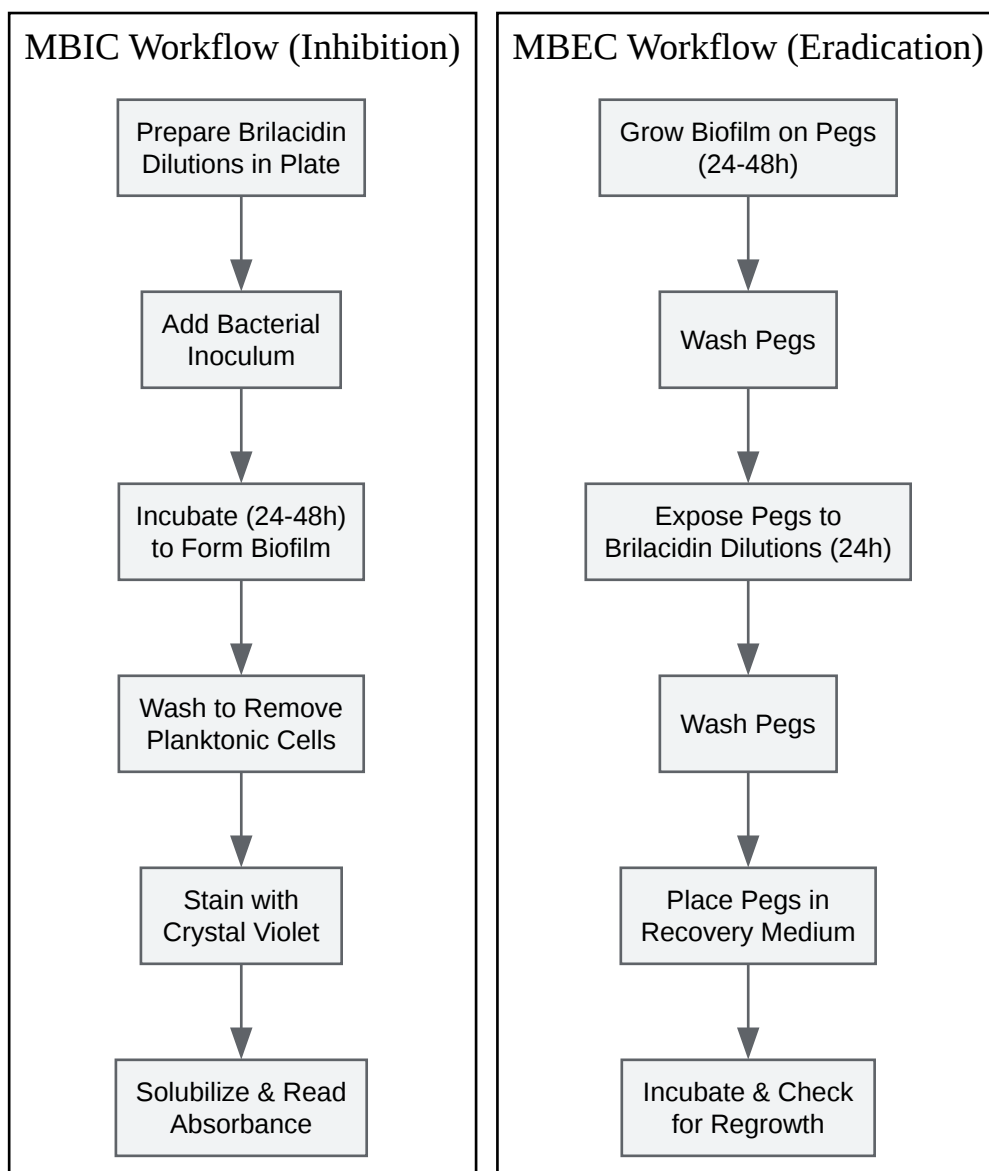 MBIC Workflow (Inhibition)
Prepare Brilacidin
Dilutions in Plate
Add Bacterial
Inoculum
Incubate (24-48h)
to Form Biofilm
Wash to Remove
Planktonic Cells
Stain with
Crystal Violet
Solubilize & Read
Absorbance
MBEC Workflow (Eradication)
Grow Biofilm on Pegs
(24-48h)
Wash Pegs
Expose Pegs to
Brilacidin Dilutions (24h)
Wash Pegs
Place Pegs in
Recovery Medium
Incubate & Check
for Regrowth